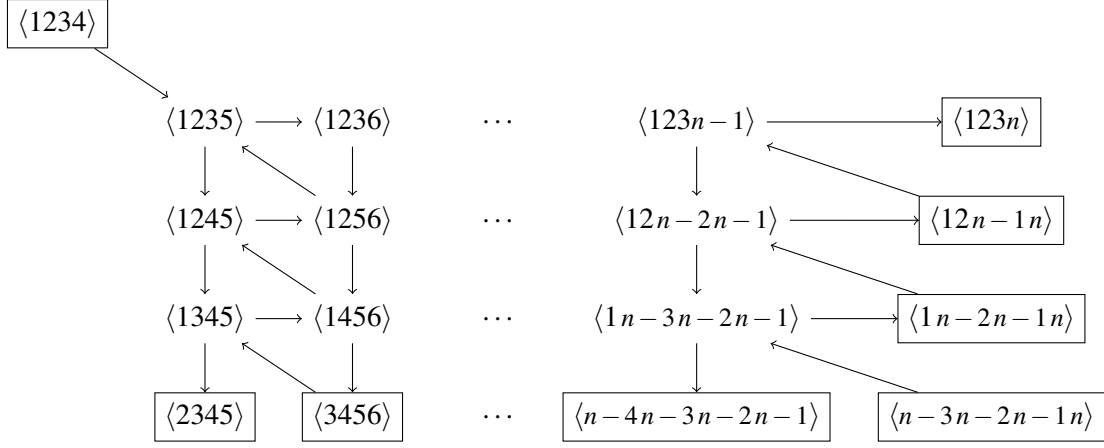 ⟨1234⟩
⟨1235⟩ ⟨1236⟩ ⋯ ⟨123n−1⟩ ⟨123n⟩
⟨1245⟩ ⟨1256⟩ ⋯ ⟨12n−2n−1⟩ ⟨12n−1n⟩
⟨1345⟩ ⟨1456⟩ ⋯ ⟨1n−3n−2n−1⟩ ⟨1n−2n−1n⟩
⟨2345⟩ ⟨3456⟩ ⋯ ⟨n−4n−3n−2n−1⟩ ⟨n−3n−2n−1n⟩